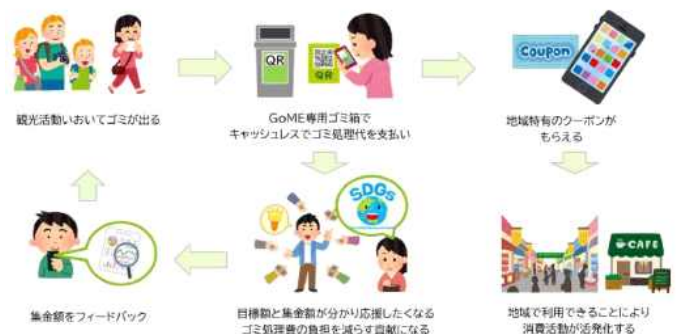 QR
QR
Coupon
観光活動いおいてゴミが出る
GoME専用ゴミ箱で
キャッシュレスでゴミ処理代を支払い
地域特有のクーポンが
もらえる
SDGs
CAFE
集金額をフィードバック
目標額と集金額が分かり応援したくなる
ゴミ処理費の負担を減らす貢献になる
地域で利用できることにより
消費活動が活発化する